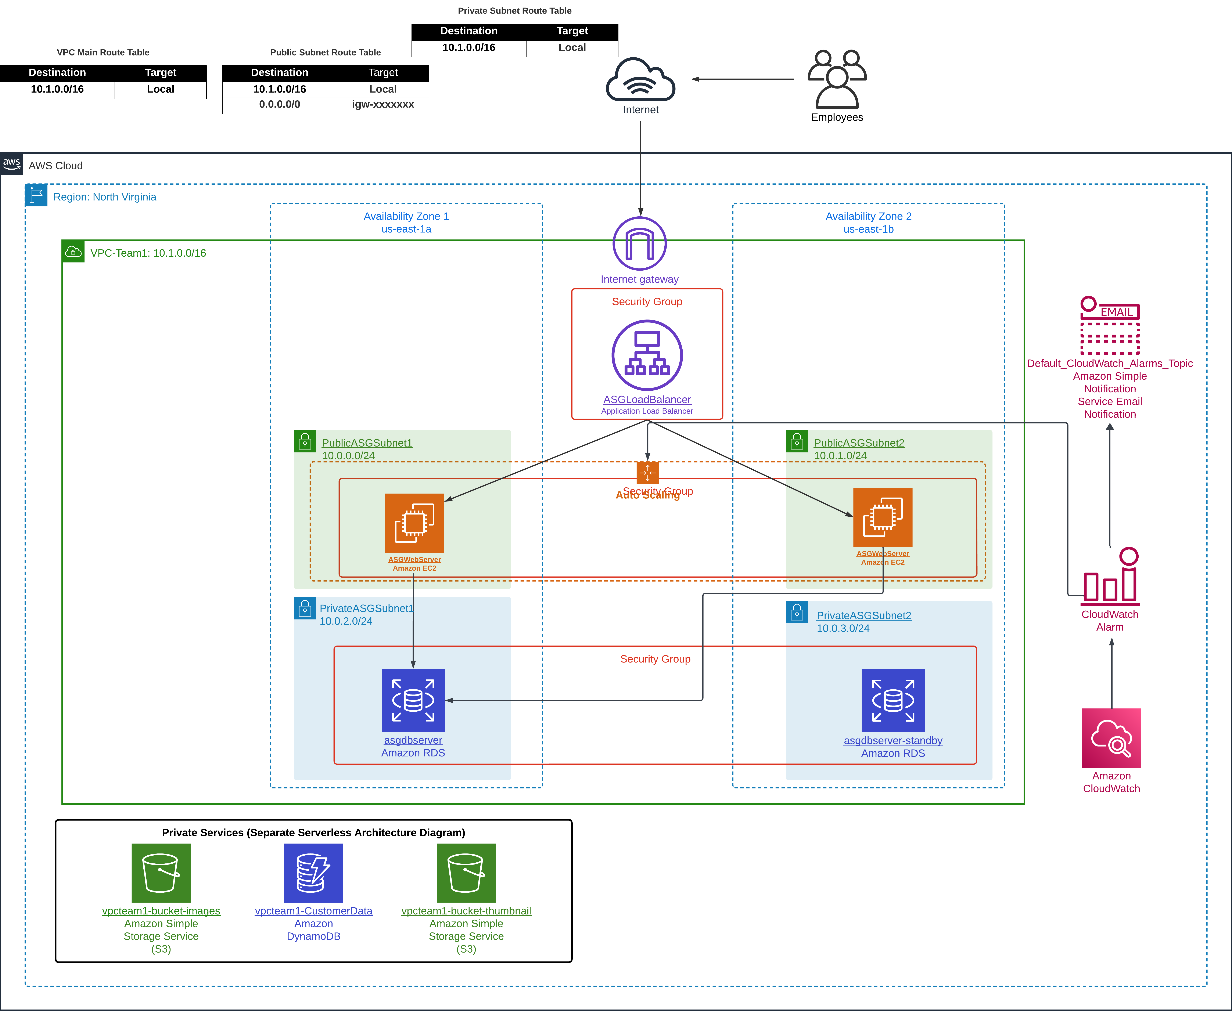 Private Subnet Route Table
Destination Target
10.1.0.0/16 Local
VPC Main Route Table
Destination Target
10.1.0.0/16 Local
Public Subnet Route Table
Destination Target
10.1.0.0/16 Local
0.0.0.0/0 igw-xxxxxxx
Internet
Employees
aws
AWS Cloud
Region: North Virginia
Availability Zone 1
us-east-1a
Availability Zone 2
us-east-1b
VPC-Team1: 10.1.0.0/16
Internet gateway
Security Group
ASGLoadBalancer
Application Load Balancer
EMAIL
Default_CloudWatch_Alarms_Topic
Amazon Simple
Notification
Service Email
Notification
PublicASGSubnet1
10.0.0.0/24
PublicASGSubnet2
10.0.1.0/24
Security Group
Auto Scaling
ASGWebServer
Amazon EC2
ASGWebServer
Amazon EC2
PrivateASGSubnet1
10.0.2.0/24
PrivateASGSubnet2
10.0.3.0/24
CloudWatch
Alarm
Security Group
asgdbserver
Amazon RDS
asgdbserver-standby
Amazon RDS
Amazon
CloudWatch
Private Services (Separate Serverless Architecture Diagram)
vpcteam1-bucket-images
Amazon Simple
Storage Service
(S3)
vpcteam1-CustomerData
Amazon
DynamoDB
vpcteam1-bucket-thumbnail
Amazon Simple
Storage Service
(S3)